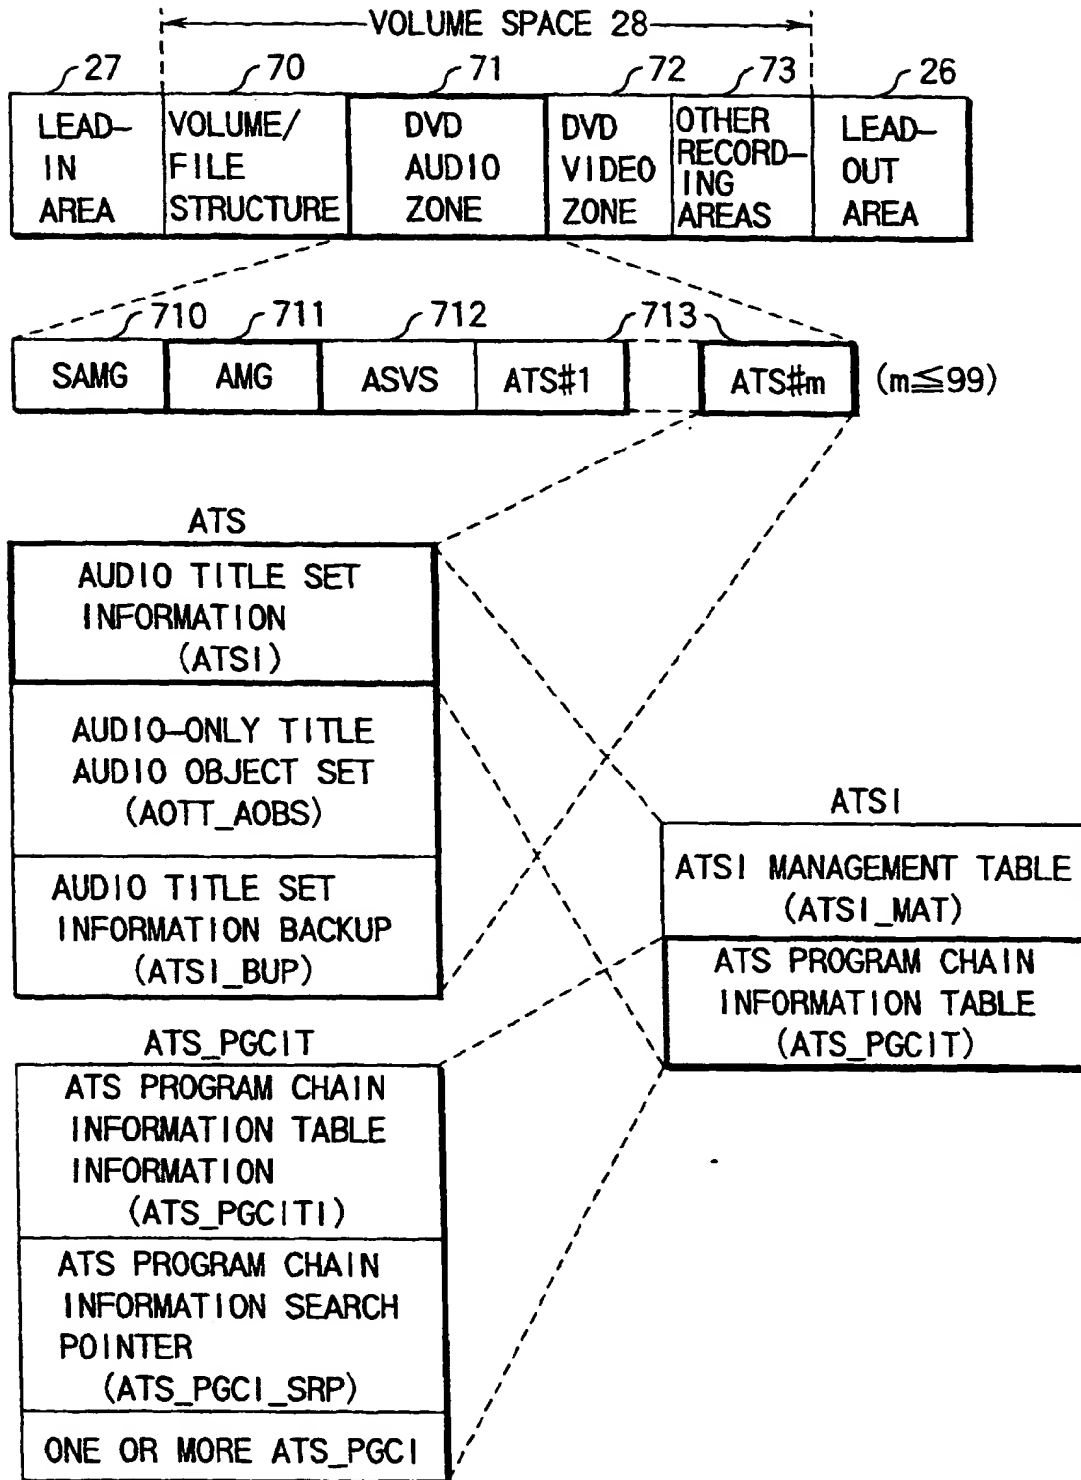 VOLUME SPACE 28
27 70 71 72 73 26
LEAD-IN AREA
VOLUME/FILE STRUCTURE
DVD AUDIO ZONE
DVD VIDEO ZONE
OTHER RECORD-ING AREAS
LEAD-OUT AREA
710 711 712 713
SAMG AMG ASVS ATS#1 ATS#m (m≦99)
ATS
AUDIO TITLE SET
INFORMATION
(ATSI)
AUDIO-ONLY TITLE
AUDIO OBJECT SET
(AOTT_AOBS)
AUDIO TITLE SET
INFORMATION BACKUP
(ATSI_BUP)
ATSI
ATSI MANAGEMENT TABLE
(ATSI_MAT)
ATS PROGRAM CHAIN
INFORMATION TABLE
(ATS_PGCIT)
ATS_PGCIT
ATS PROGRAM CHAIN
INFORMATION TABLE
INFORMATION
(ATS_PGCITI)
ATS PROGRAM CHAIN
INFORMATION SEARCH
POINTER
(ATS_PGCI_SRP)
ONE OR MORE ATS_PGCI